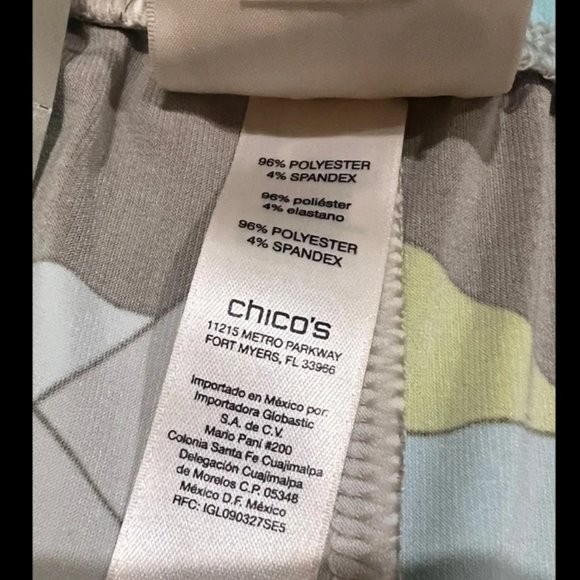 96% POLYESTER
4% SPANDEX
96% poliéster
4% elastano
96% POLYESTER
4% SPANDEX
chico's
11215 METRO PARKWAY
FORT MYERS, FL 33966
Importado en México por:
Importadora Globastic
S.A. de C.V.
Mario Pani #200
Colonia Santa Fe Cuajimalpa
Delegación Cuajimalpa
de Morelos C.P. 05348
México D.F. México
RFC: IGL090327SE5